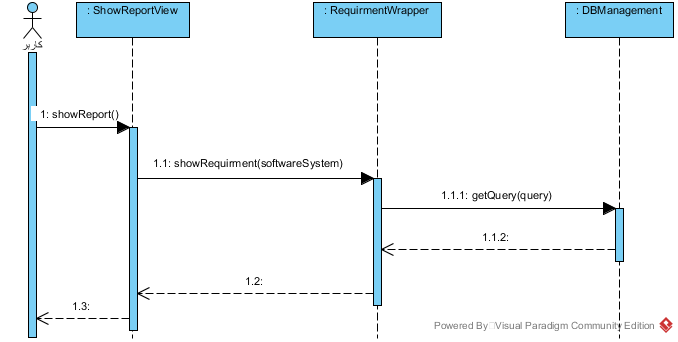 : ShowReportView
: RequirmentWrapper
: DBManagement
کاربر
1: showReport()
1.1: showRequirment(softwareSystem)
1.1.1: getQuery(query)
1.1.2:
1.2:
1.3:
Powered By Visual Paradigm Community Edition